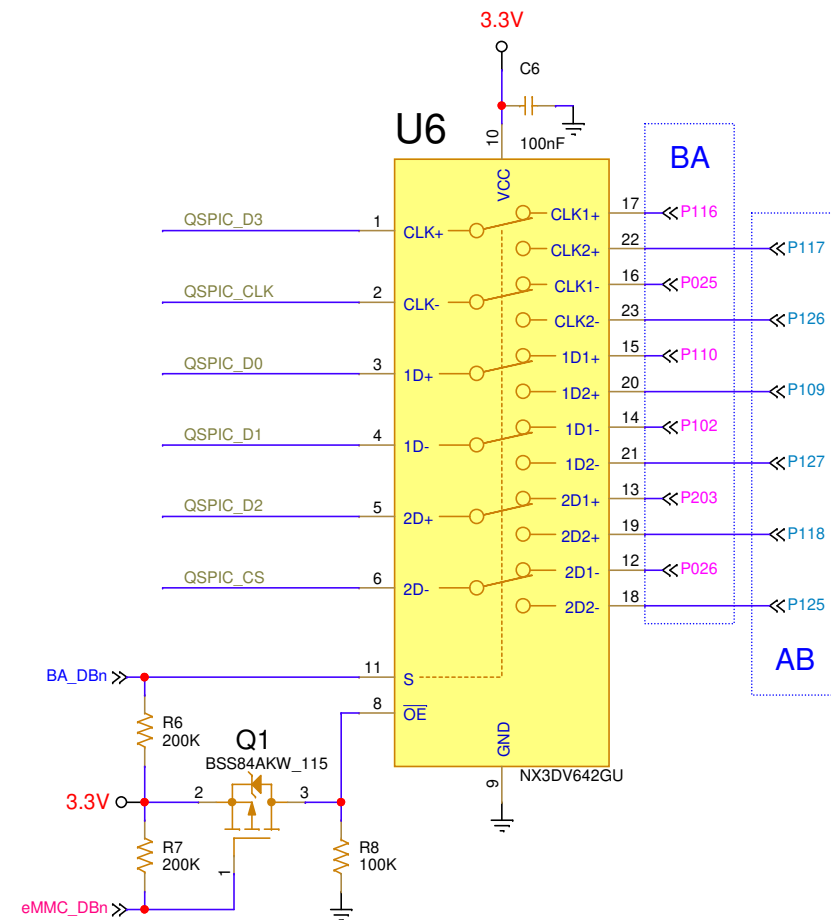 3.3V
C6
U6
10
100nF
VCC
BA
QSPIC_D3
1
CLK+
CLK1+
17
P116
CLK2+
22
P117
QSPIC_CLK
2
CLK-
CLK1-
16
P025
CLK2-
23
P126
QSPIC_D0
3
1D+
1D1+
15
P110
1D2+
20
P109
QSPIC_D1
4
1D-
1D1-
14
P102
1D2-
21
P127
QSPIC_D2
5
2D+
2D1+
13
P203
2D2+
19
P118
QSPIC_CS
6
2D-
2D1-
12
P026
2D2-
18
P125
AB
BA_DBn
11
S
8
OE
R6
200K
Q1
BSS84AKW_115
GND
NX3DV642GU
9
3.3V
2
3
R7
200K
1
R8
100K
eMMC_DBn